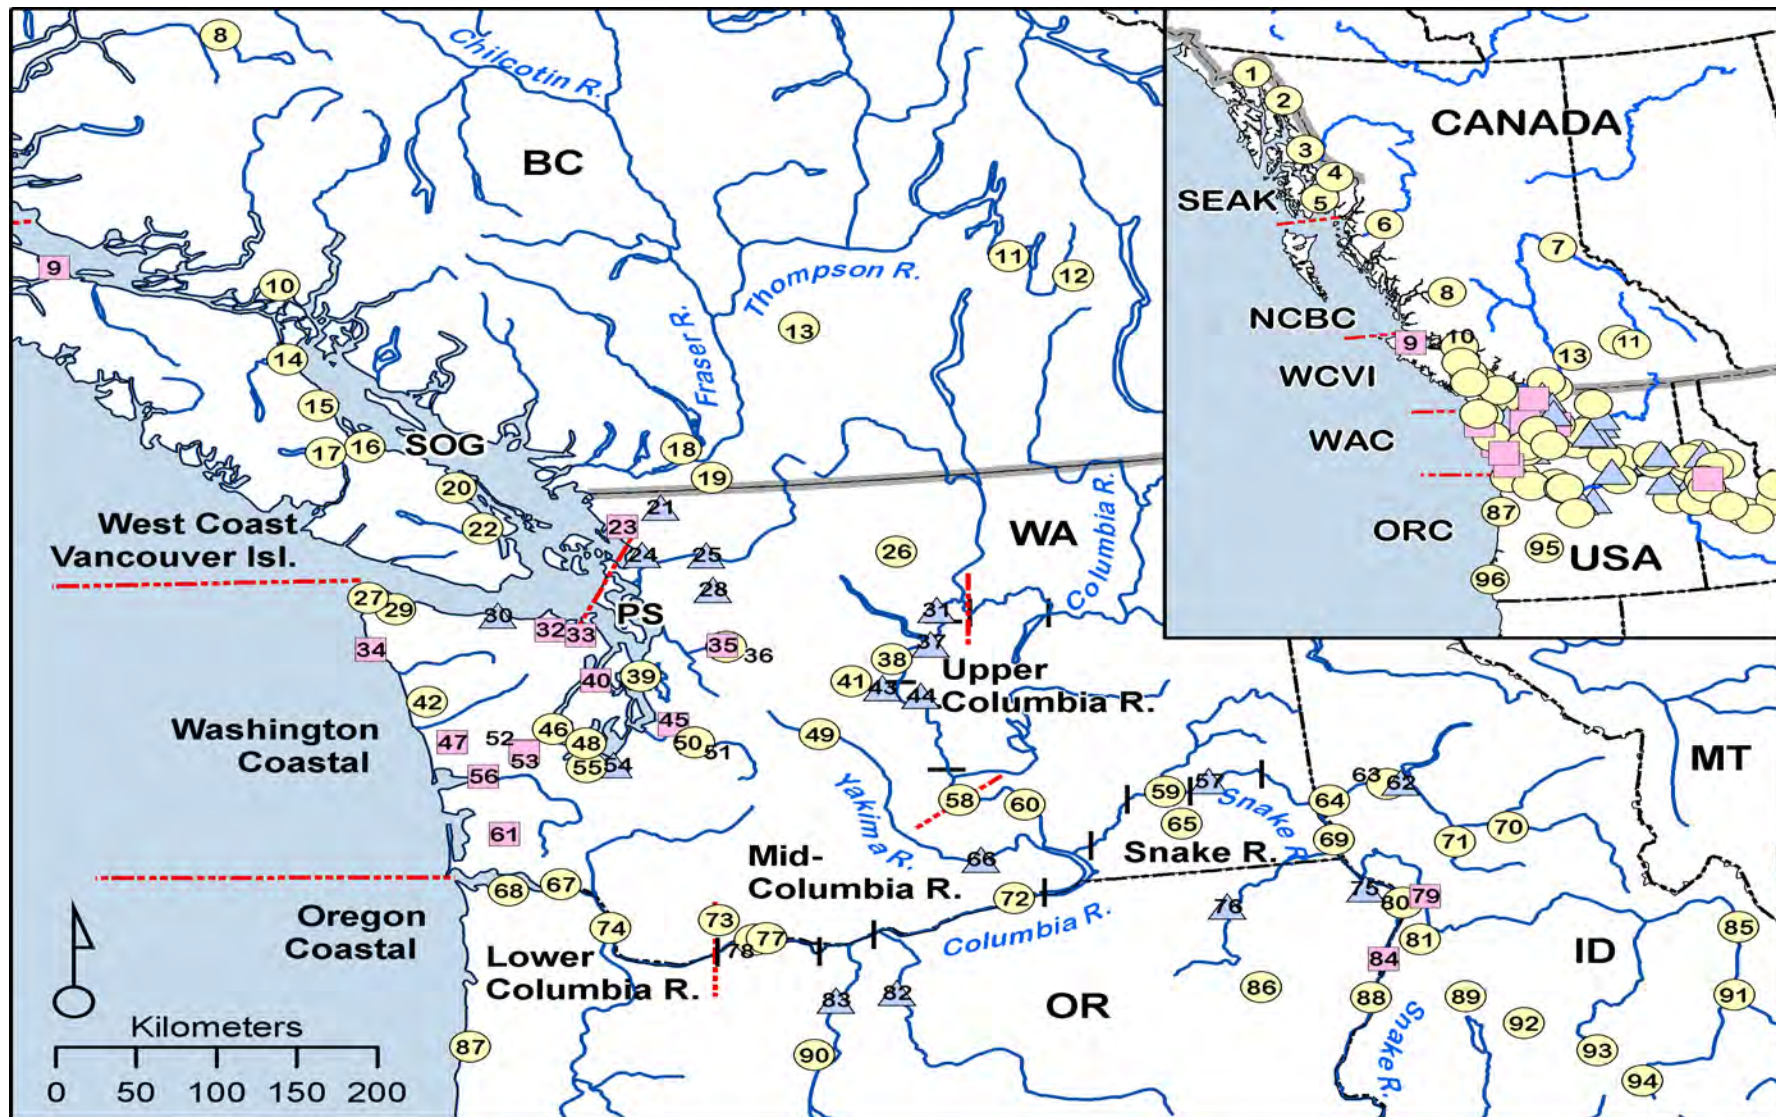 8
Chilcotin R.
BC
9
10
11
12
Thompson R.
13
Fraser R.
14
15
16
17
SOG
18
19
20
21
22
23
24
25
26
West Coast
Vancouver Isl.
WA
Columbia R.
27
28
29
30
31
PS
32
33
34
35
36
37
38
39
40
41
42
43
44
Upper
Columbia R.
Washington
Coastal
45
46
47
48
49
50
51
52
53
54
55
56
57
58
59
60
61
62
63
64
65
66
67
68
69
70
71
72
73
74
75
76
77
78
79
80
81
82
83
84
85
86
87
88
89
90
91
92
93
94
Yakima R.
Snake R.
Snake R.
Mid-
Columbia R.
Columbia R.
MT
Oregon
Coastal
Lower
Columbia R.
OR
ID
Snake R.
Kilometers
0 50 100 150 200
1
2
3
4
5
6
7
8
9
10
11
13
CANADA
SEAK
NCBC
WCVI
WAC
ORC
87
95
USA
96